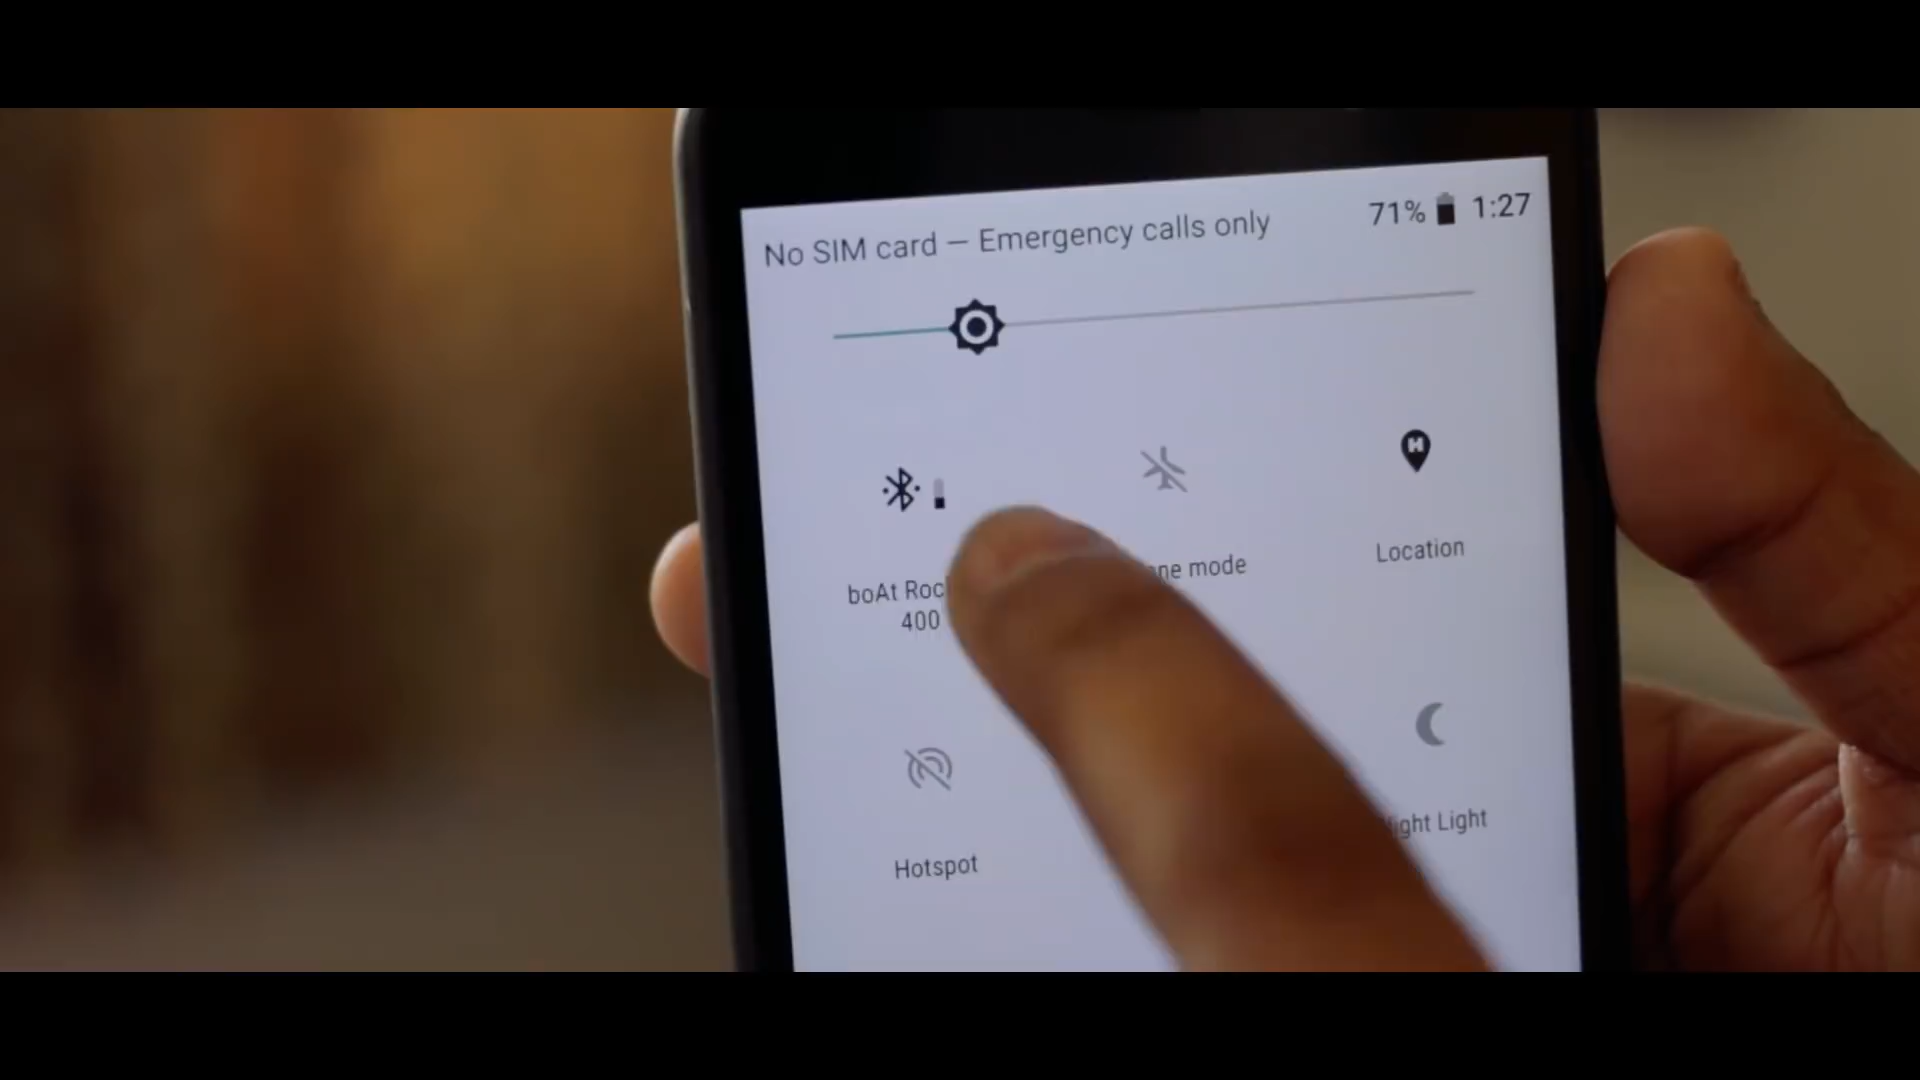 No SIM card — Emergency calls only 71% 1:27
boAt Roc
400
ne mode
Location
Hotspot
ight Light